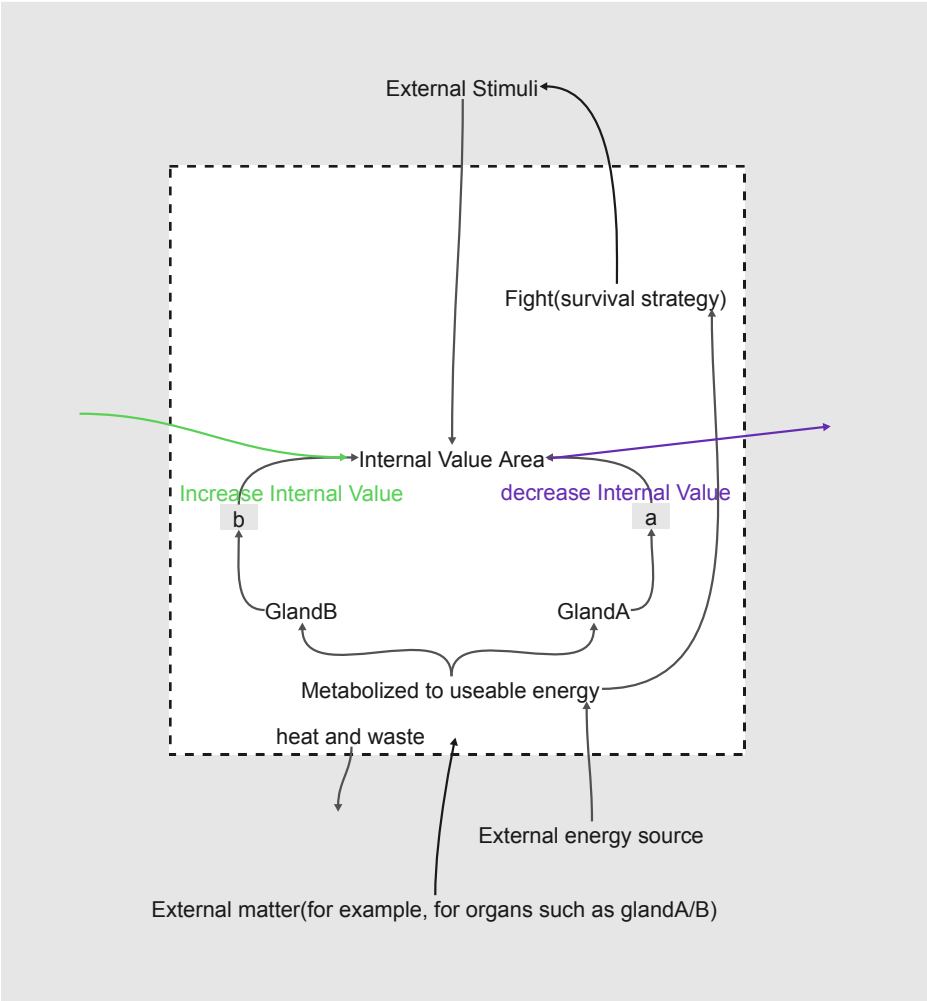 External Stimuli
Fight(survival strategy)
Internal Value Area
Increase Internal Value
decrease Internal Value
b
a
GlandB
GlandA
Metabolized to useable energy
heat and waste
External energy source
External matter(for example, for organs such as glandA/B)